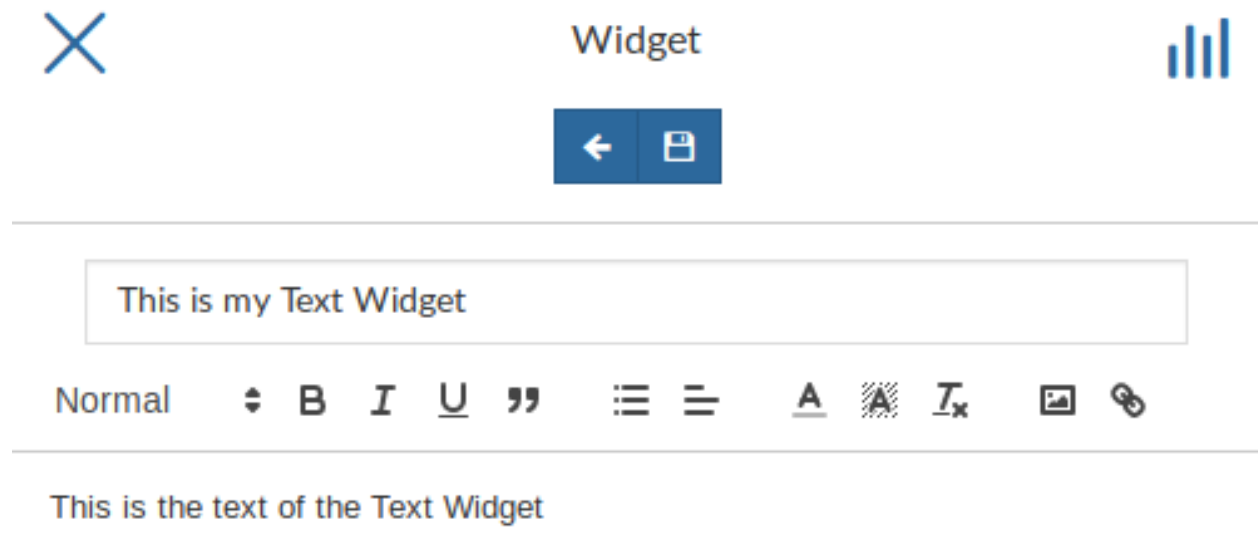 Widget
This is my Text Widget
Normal
This is the text of the Text Widget